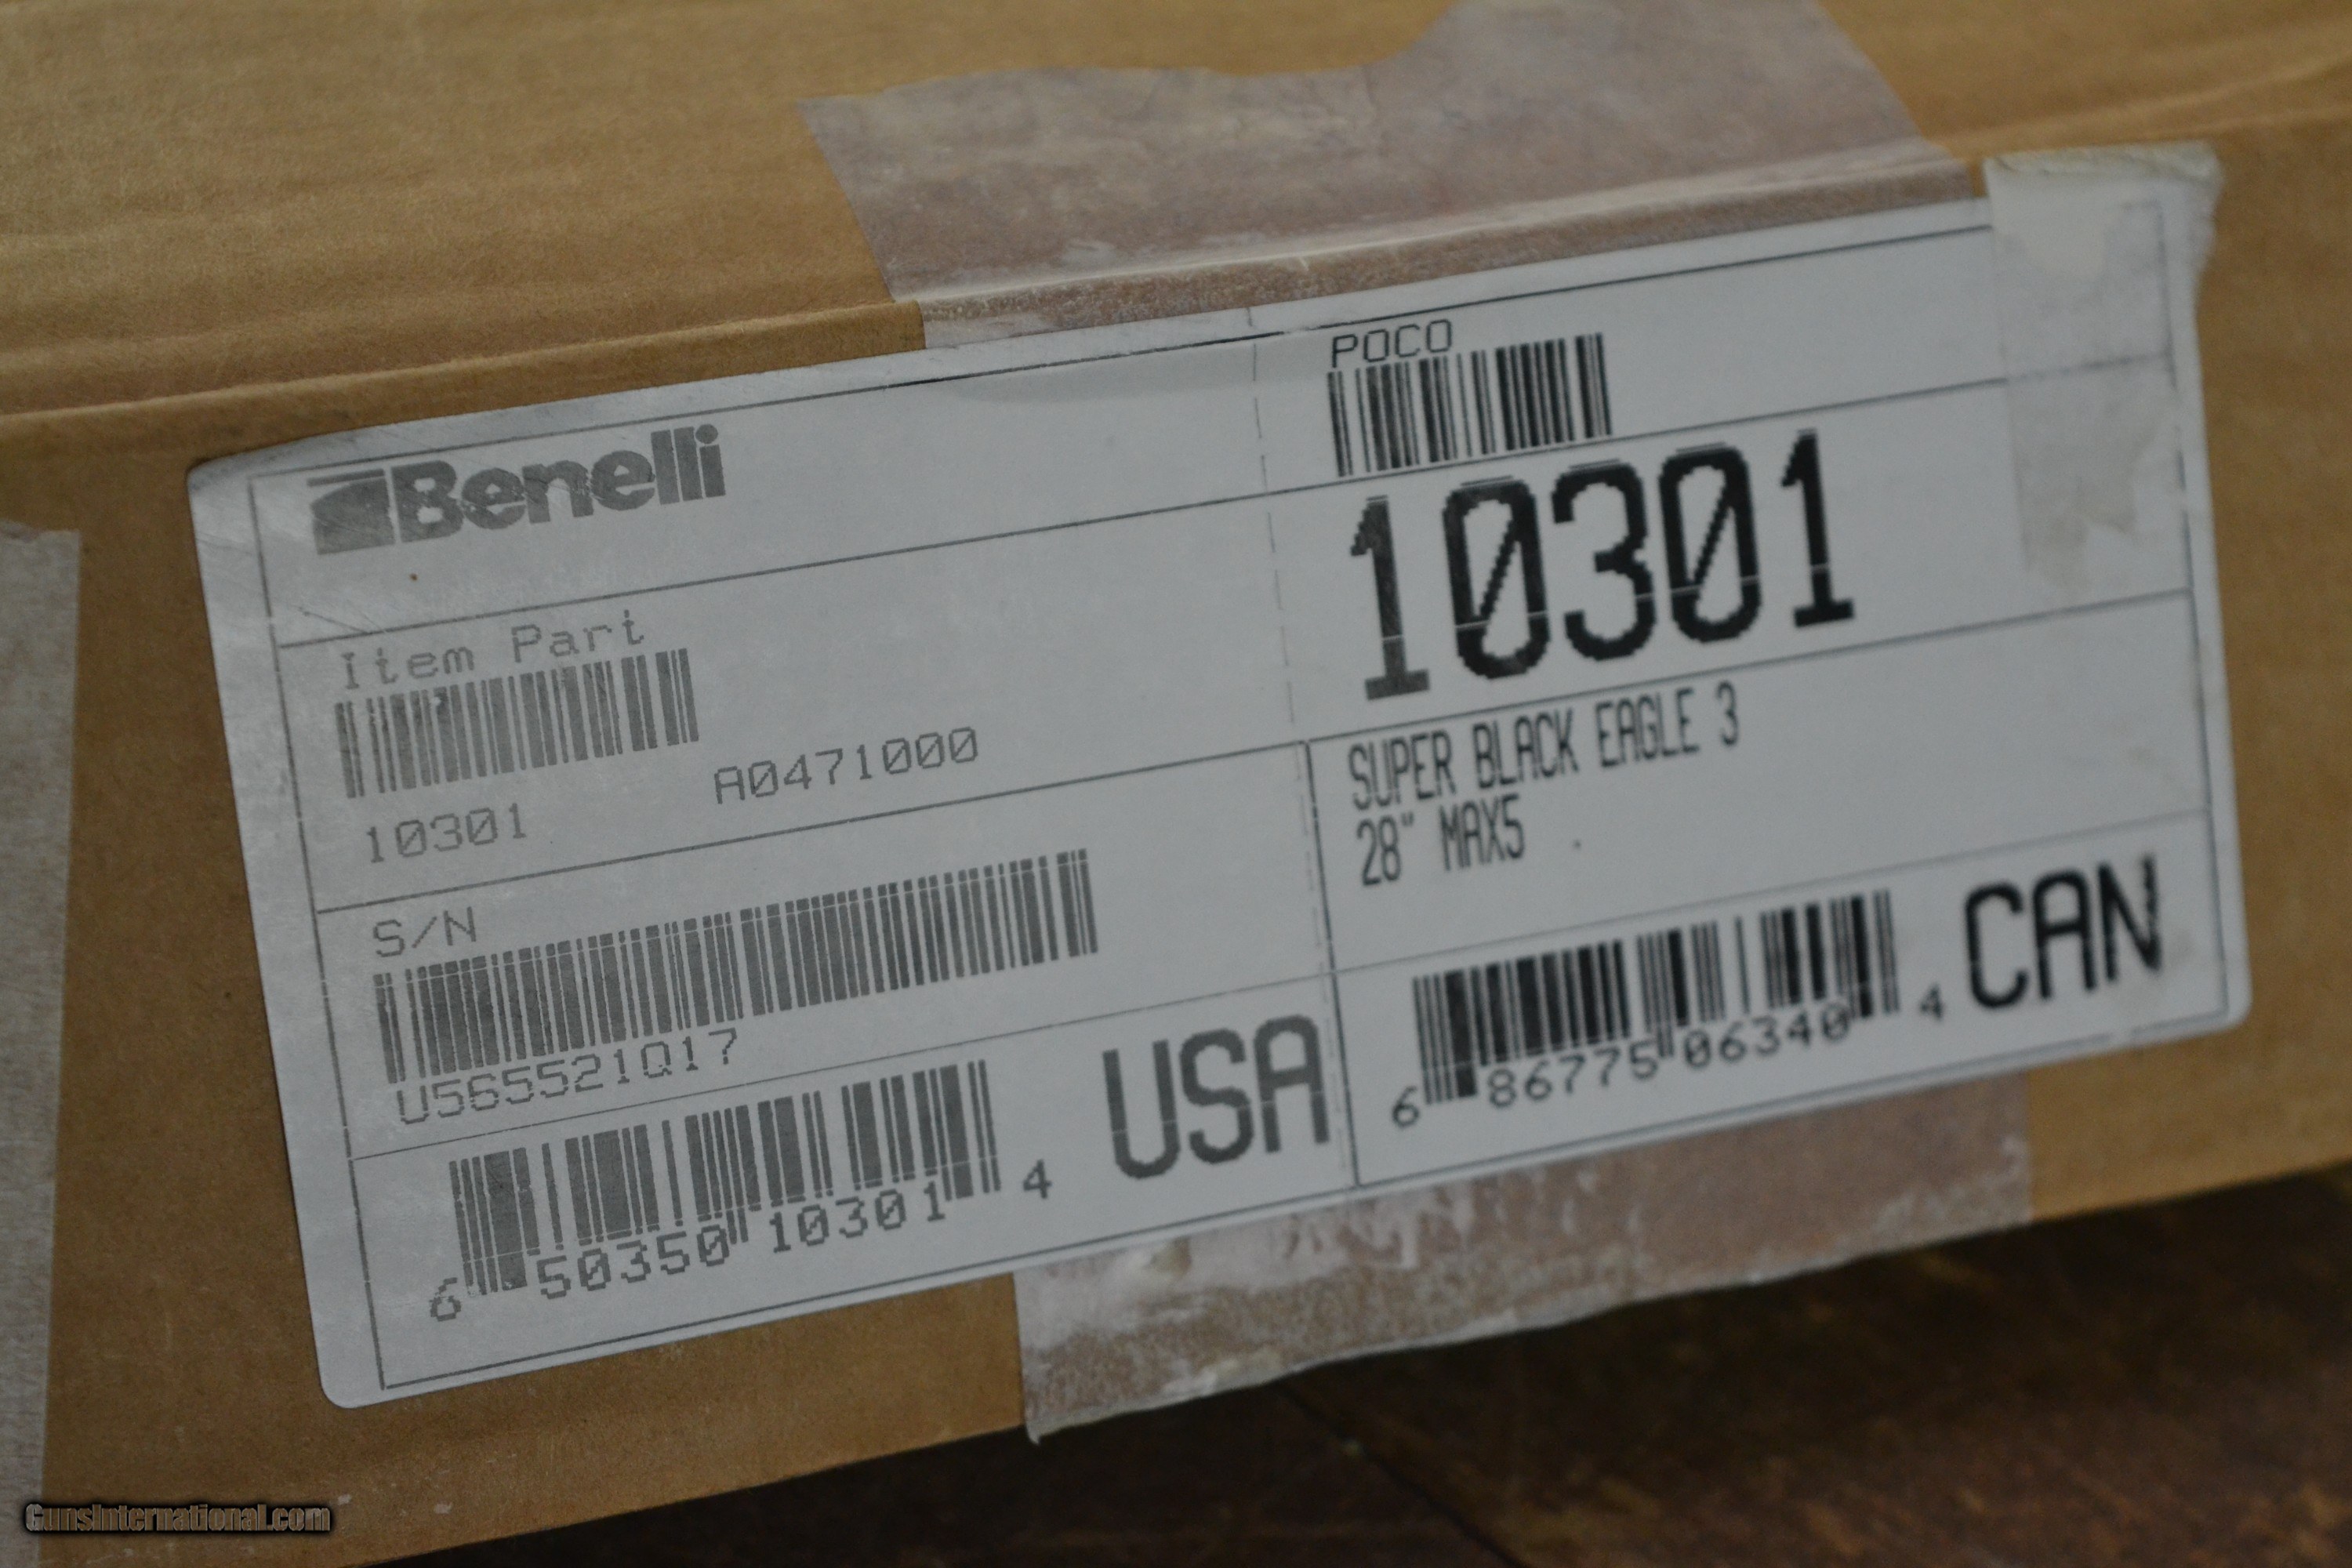 Benelli
POCO
10301
Item Part
10301 A0471000
SUPER BLACK EAGLE 3
28" MAX5
S/N
U565521Q17
6 50350 10301 4 USA
6 86775 06340 4 CAN
GunsInternational.com